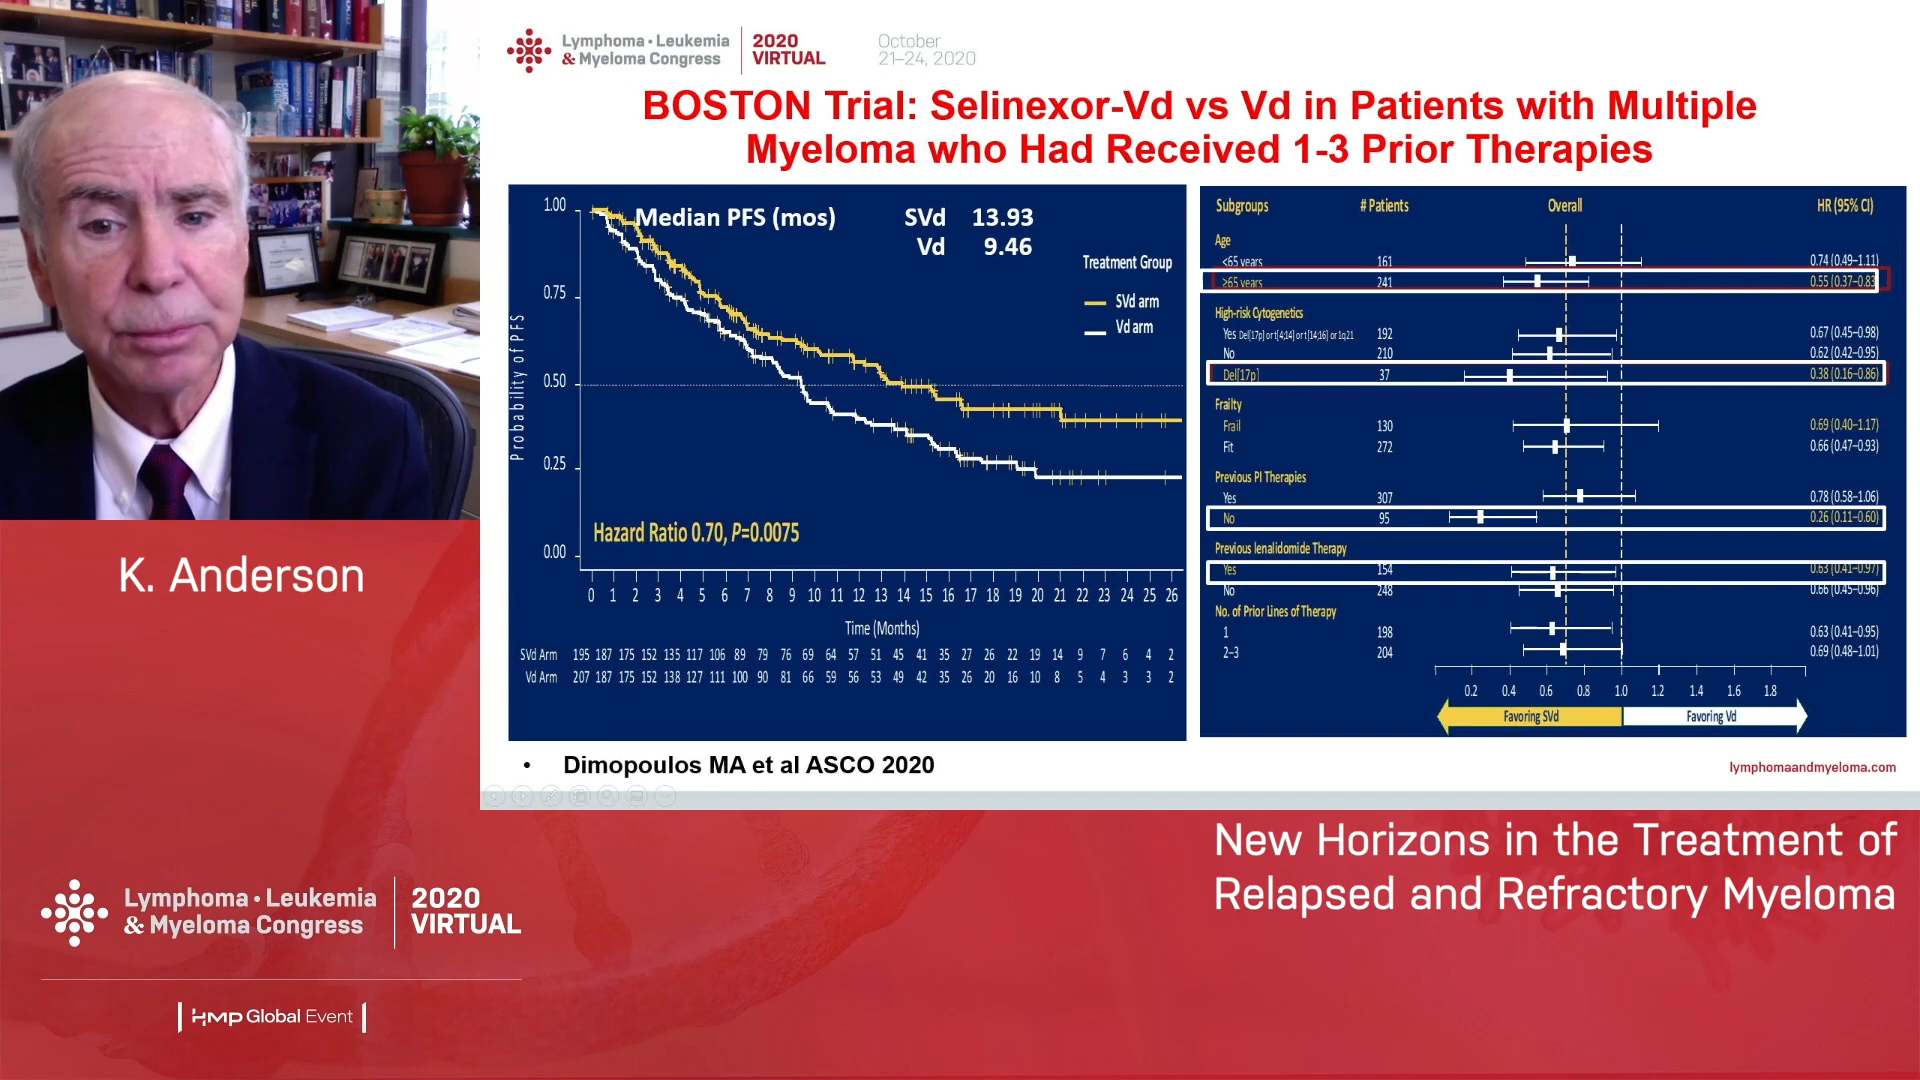 Lymphoma • Leukemia
& Myeloma Congress
2020
VIRTUAL
October
21–24, 2020
BOSTON Trial: Selinexor-Vd vs Vd in Patients with Multiple
Myeloma who Had Received 1-3 Prior Therapies
Median PFS (mos) SVd 13.93
Vd 9.46
Treatment Group
SVd arm
Vd arm
Probability of PFS
1.00
0.75
0.50
0.25
0.00
Hazard Ratio 0.70, P=0.0075
0 1 2 3 4 5 6 7 8 9 10 11 12 13 14 15 16 17 18 19 20 21 22 23 24 25 26
Time (Months)
SVd Arm 195 187 175 152 135 117 106 89 79 76 69 64 57 51 45 41 35 27 26 22 19 14 9 7 6 4 2
Vd Arm 207 187 175 152 138 127 111 100 90 81 66 59 56 53 49 42 35 26 20 16 10 8 5 4 3 3 2
Subgroups # Patients Overall HR (95% CI)
Age
<65 years 161 0.74 (0.49–1.11)
≥65 years 241 0.55 (0.37–0.83
High-risk Cytogenetics
Yes Del[17p] or t[4;14] or t[14;16] or 1q21 192 0.67 (0.45–0.98)
No 210 0.62 (0.42–0.95)
Del[17p] 37 0.38 (0.16–0.86)
Frailty
Frail 130 0.69 (0.40–1.17)
Fit 272 0.66 (0.47–0.93)
Previous PI Therapies
Yes 307 0.78 (0.58–1.06)
No 95 0.26 (0.11–0.60)
Previous lenalidomide Therapy
Yes 154 0.63 (0.41–0.97)
No 248 0.66 (0.45–0.96)
No. of Prior Lines of Therapy
1 198 0.63 (0.41–0.95)
2–3 204 0.69 (0.48–1.01)
0.2 0.4 0.6 0.8 1.0 1.2 1.4 1.6 1.8
Favoring SVd Favoring Vd
• Dimopoulos MA et al ASCO 2020
lymphomaandmyeloma.com
K. Anderson
New Horizons in the Treatment of
Relapsed and Refractory Myeloma
Lymphoma • Leukemia
& Myeloma Congress
2020
VIRTUAL
HMP Global Event